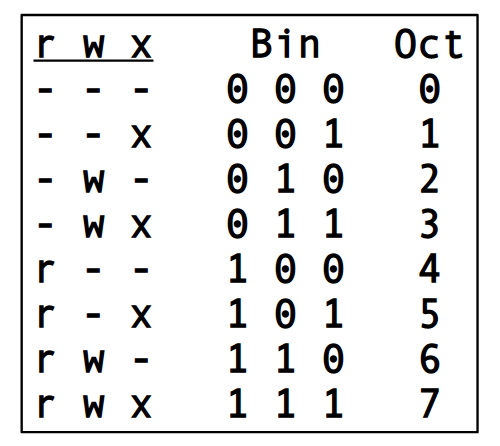 r w x Bin Oct
- - - 0 0 0 0
- - x 0 0 1 1
- w - 0 1 0 2
- w x 0 1 1 3
r - - 1 0 0 4
r - x 1 0 1 5
r w - 1 1 0 6
r w x 1 1 1 7